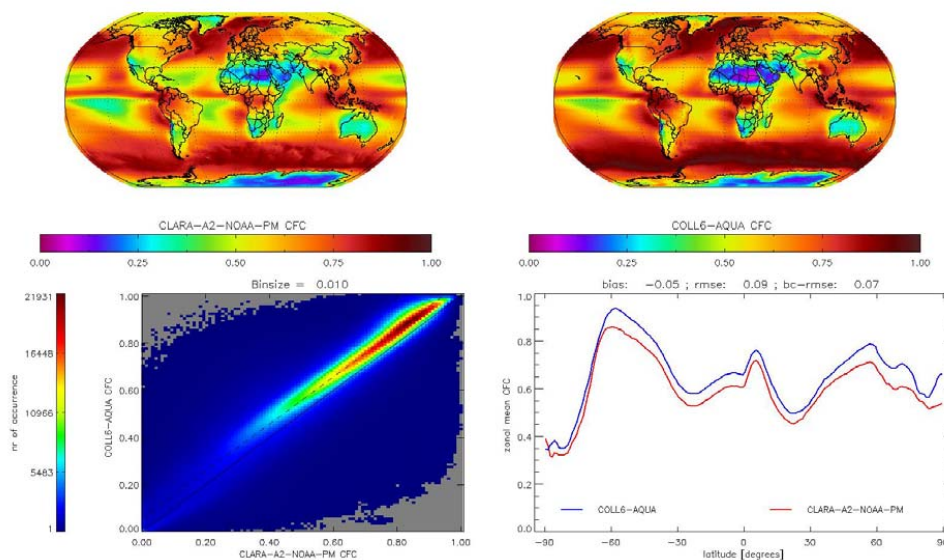 CLARA-A2-NOAA-PM CFC
0.00 0.25 0.50 0.75 1.00
COLL6-AQUA CFC
0.00 0.25 0.50 0.75 1.00
Binsize = 0.010
21931
16448
10966
5483
1
nr of occurrence
1.00
0.80
0.60
0.40
0.20
0.00
COLL6-AQUA CFC
0.00 0.20 0.40 0.60 0.80 1.00
CLARA-A2-NOAA-PM CFC
bias: -0.05 ; rmse: 0.09 ; bc-rmse: 0.07
1.0
0.8
0.6
0.4
0.2
0.0
zonal mean CFC
COLL6-AQUA
CLARA-A2-NOAA-PM
-90 -60 -30 0 30 60 90
latitude [degrees]